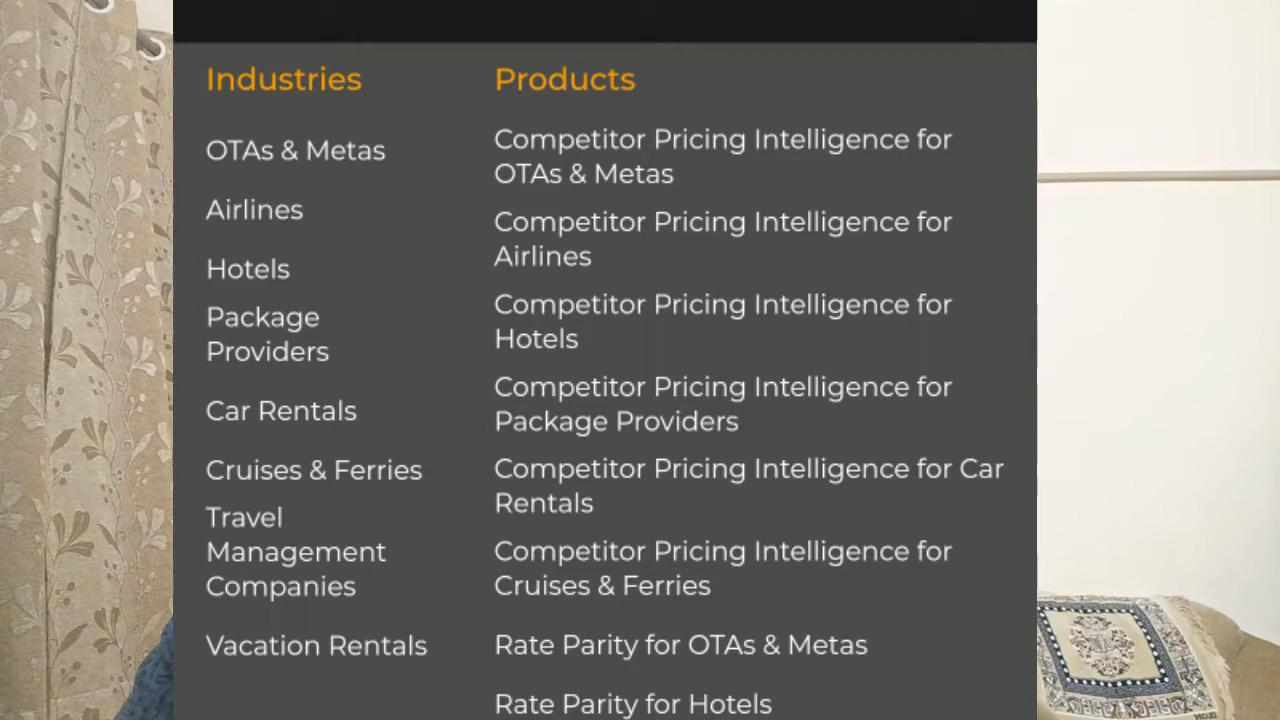 Industries
OTAs & Metas
Airlines
Hotels
Package
Providers
Car Rentals
Cruises & Ferries
Travel
Management
Companies
Vacation Rentals
Products
Competitor Pricing Intelligence for
OTAs & Metas
Competitor Pricing Intelligence for
Airlines
Competitor Pricing Intelligence for
Hotels
Competitor Pricing Intelligence for
Package Providers
Competitor Pricing Intelligence for Car
Rentals
Competitor Pricing Intelligence for
Cruises & Ferries
Rate Parity for OTAs & Metas
Rate Parity for Hotels